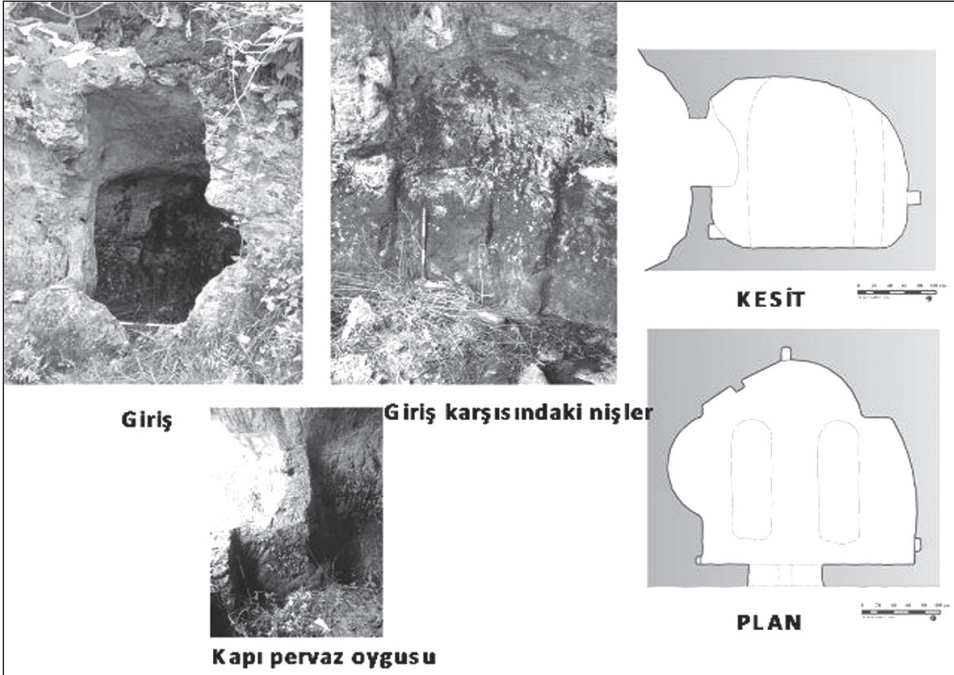 Giriş
Giriş karşısındaki nişler
Kapı pervaz oygusu
KESİT
PLAN